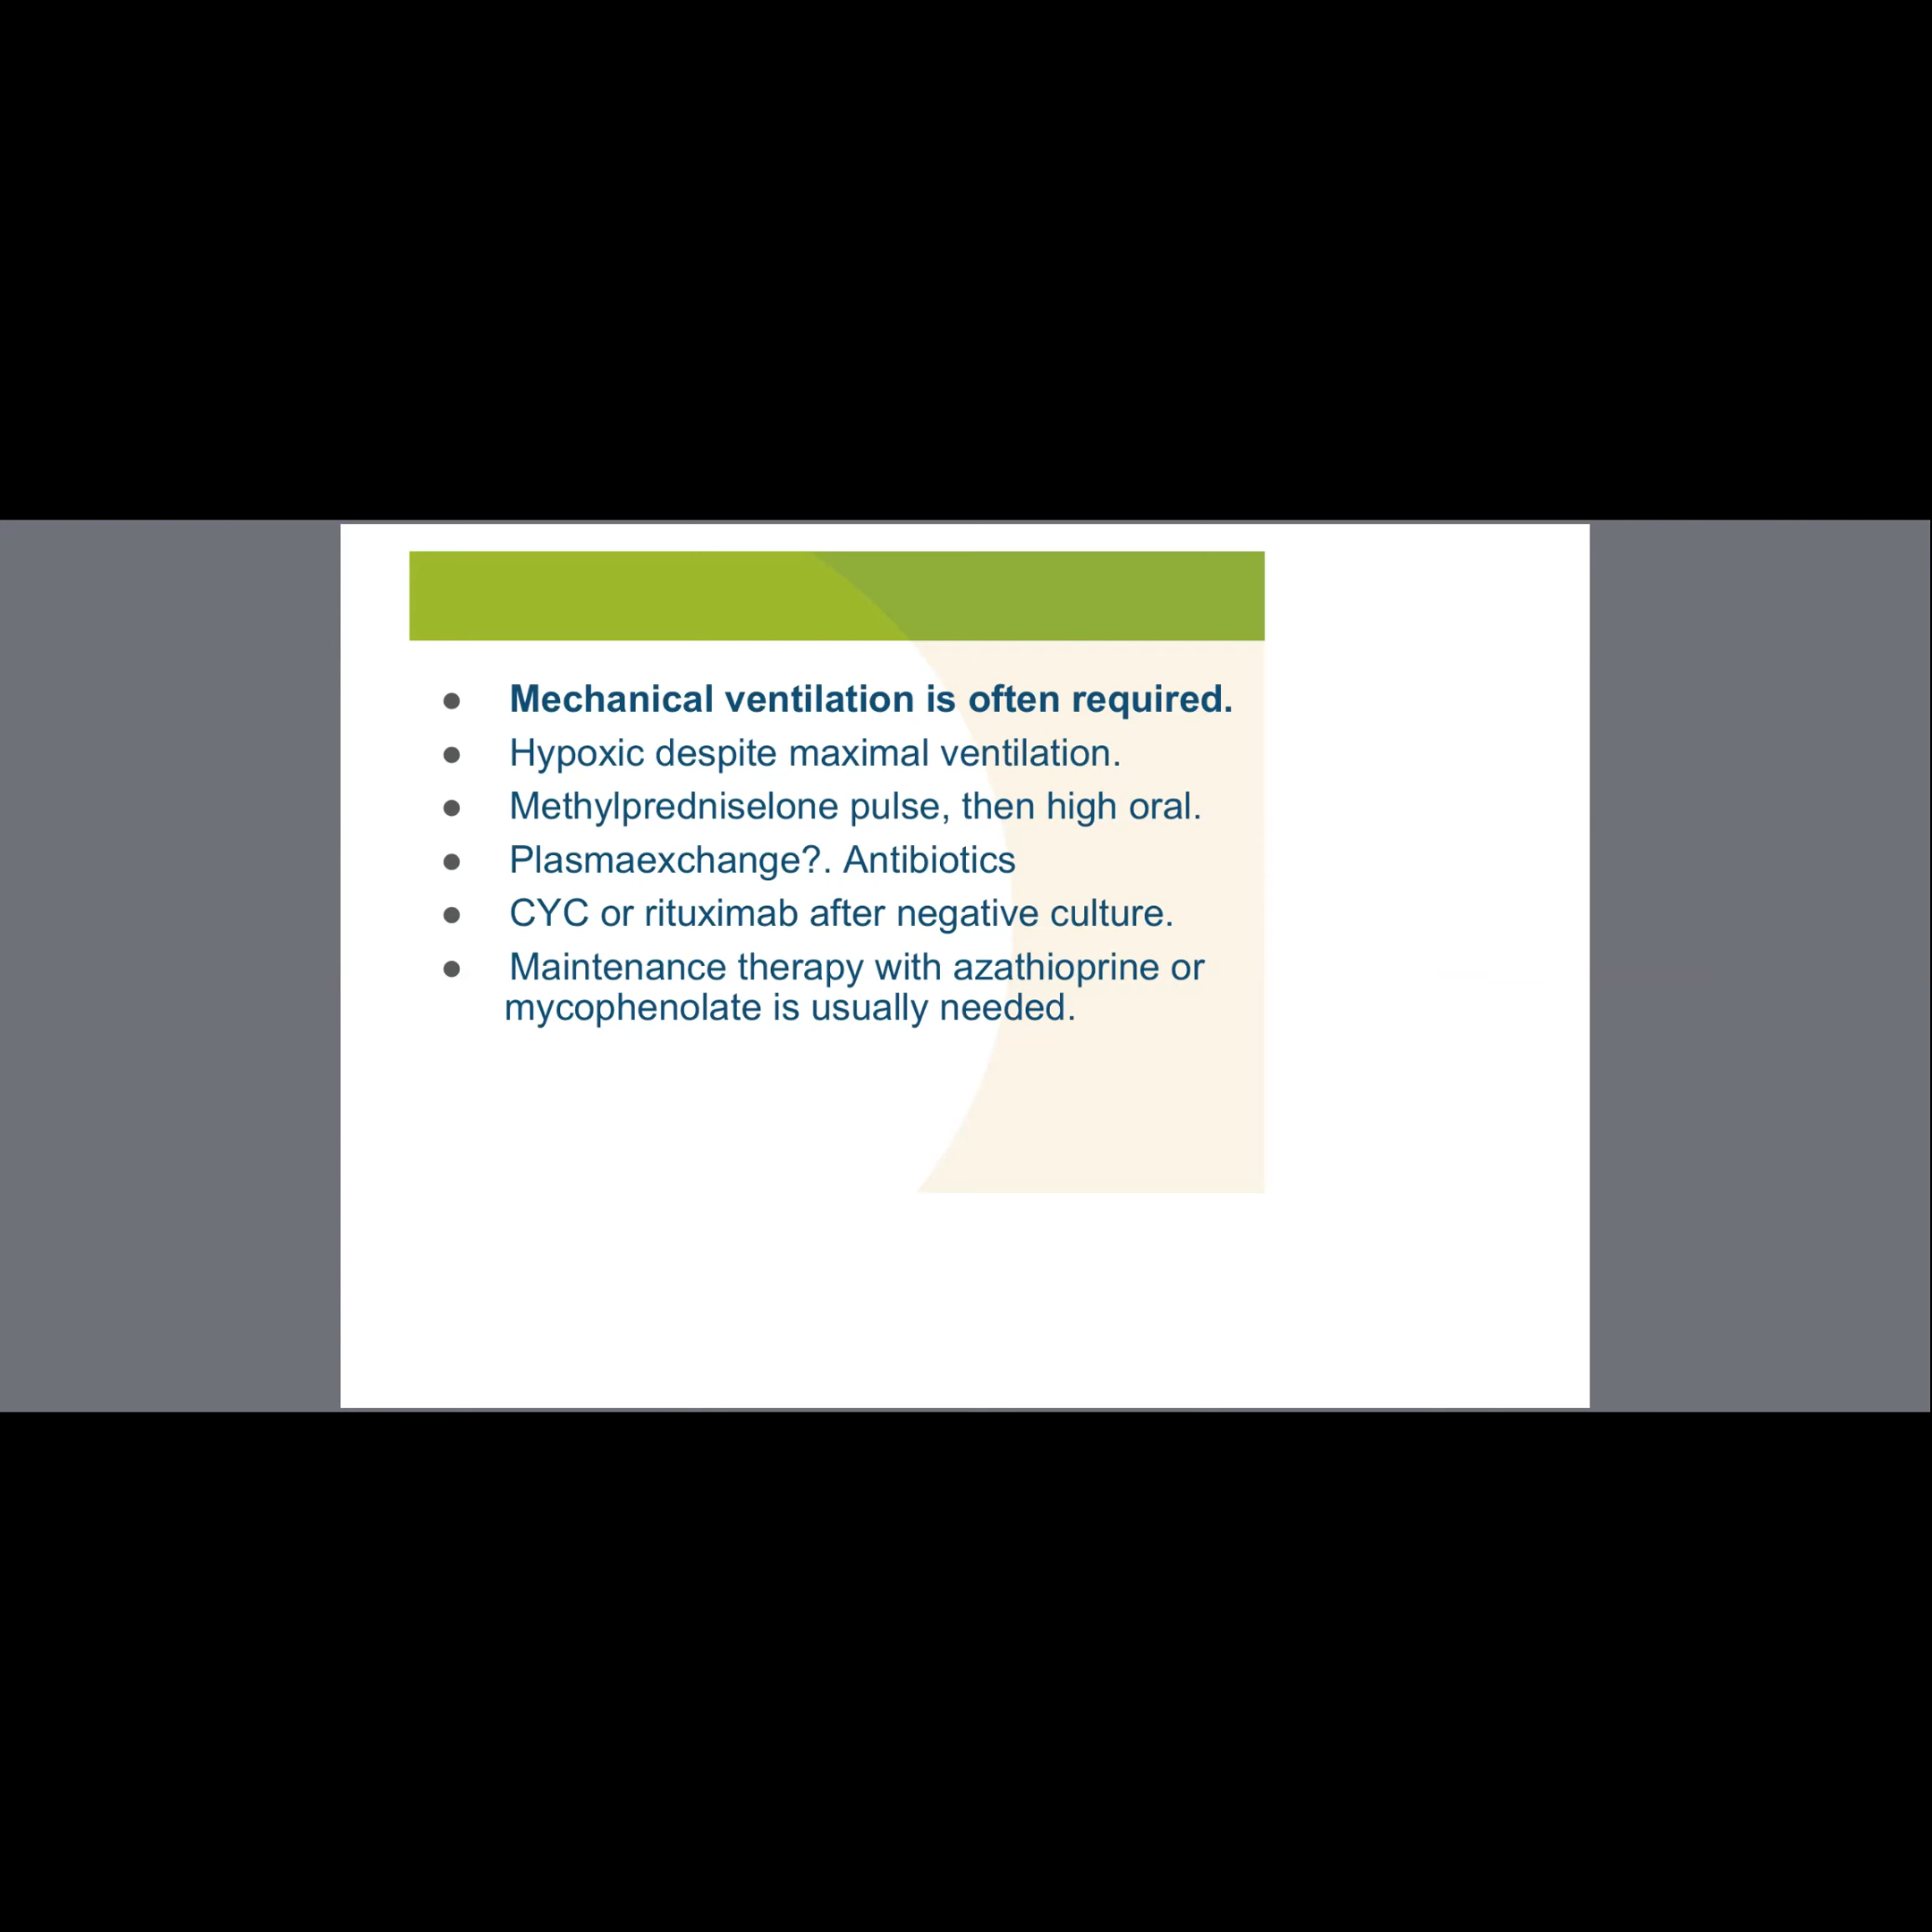 ● Mechanical ventilation is often required.
● Hypoxic despite maximal ventilation.
● Methylpredniselone pulse, then high oral.
● Plasmaexchange?. Antibiotics
● CYC or rituximab after negative culture.
● Maintenance therapy with azathioprine or
mycophenolate is usually needed.